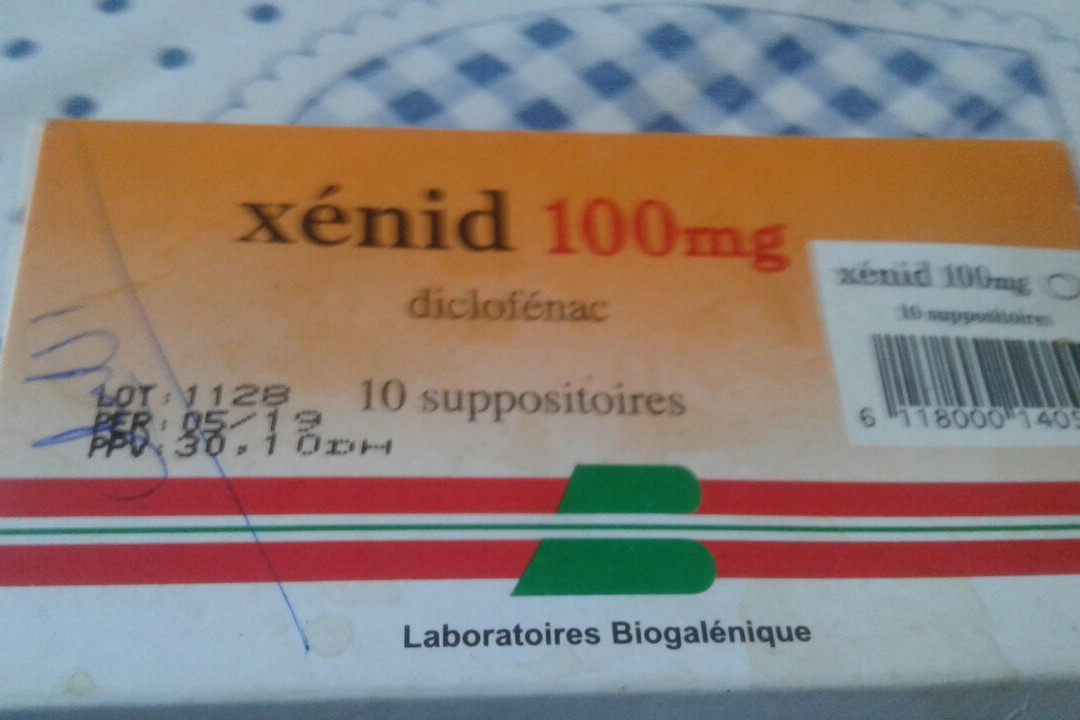 xénid 100mg
diclofénac
10 suppositoires
LOT:1128
PER:05/13
PPV:30.10DH
xénid 100mg
10 suppositoires
6 118000 1405
Laboratoires Biogalénique